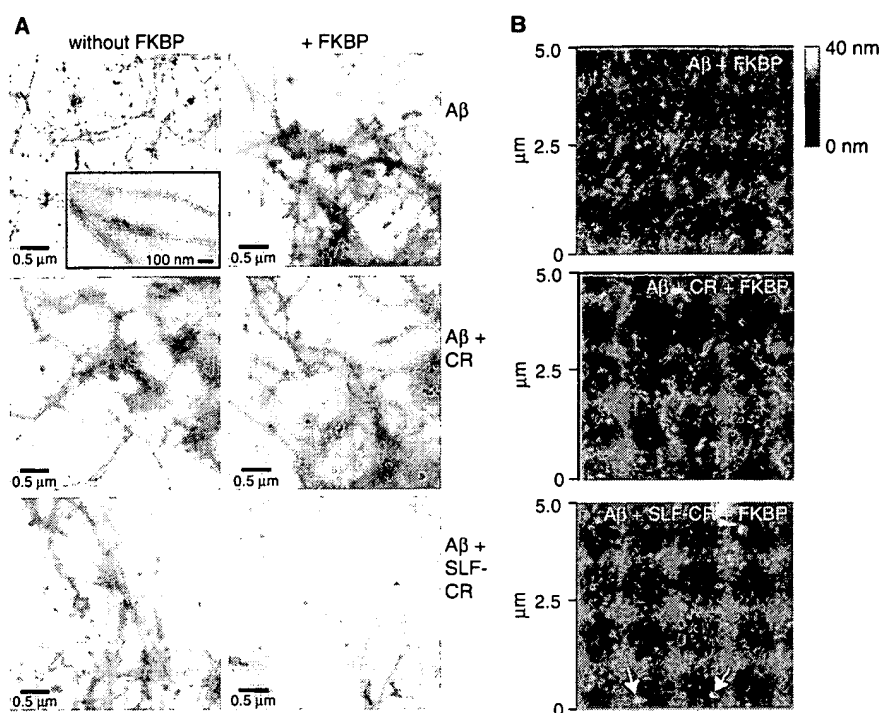 A
without FKBP
+ FKBP
Aβ
0.5 μm
100 nm
0.5 μm
Aβ +
CR
0.5 μm
0.5 μm
Aβ +
SLF-
CR
0.5 μm
0.5 μm
B
5.0
Aβ + FKBP
40 nm
0 nm
μm
2.5
0
5.0
Aβ + CR + FKBP
μm
2.5
0
5.0
Aβ + SLF-CR + FKBP
μm
2.5
0